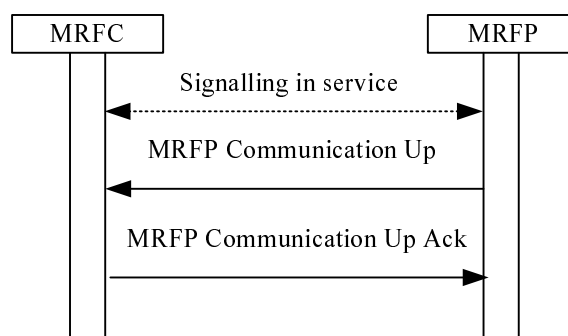 MRFC
MRFP
Signalling in service
MRFP Communication Up
MRFP Communication Up Ack